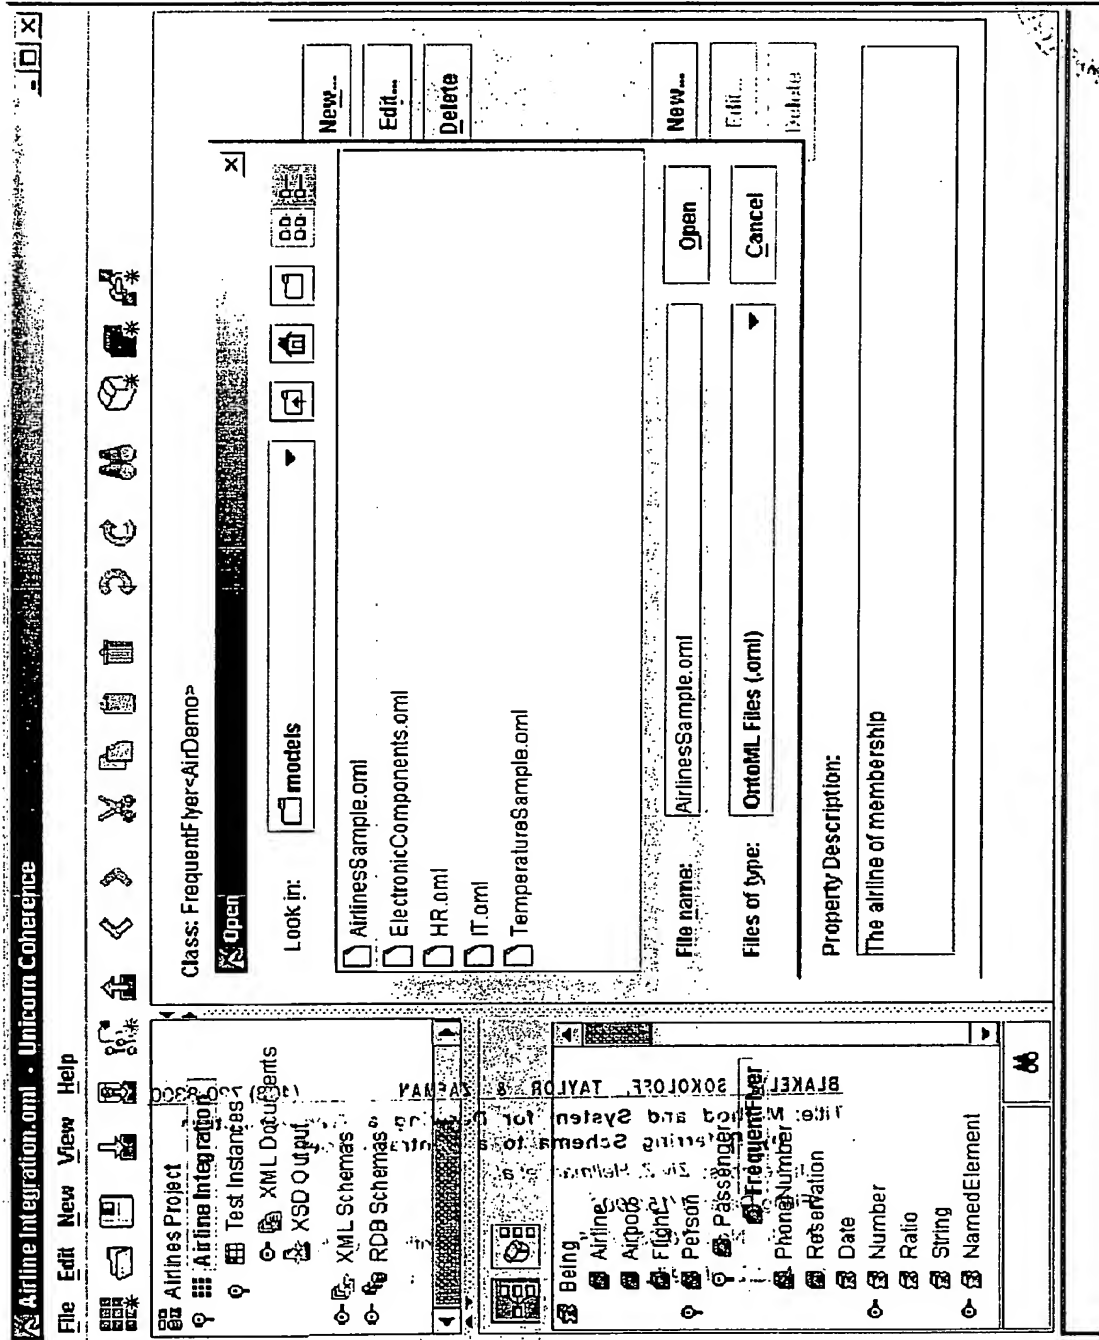 Airline Integration.oml - Unicorn Coherence
File Edit New View Help
Airlines Project
Airline Integration
Test Instances
XML Documents
XSD Output
XML Schemas
RDB Schemas
Being
Airline
Airport
Flight
Person
Passenger
FrequentFlyer
PhoneNumber
Reservation
Date
Number
Ratio
String
NamedElement
Class: FrequentFlyer<AirDemo>
Open
Look in:
models
AirlinesSample.oml
ElectronicComponents.oml
HR.oml
IT.oml
TemperatureSample.oml
File name:
AirlinesSample.oml
Open
Files of type:
OntoML Files (.oml)
Cancel
New...
Edit...
Delete
New...
Edit...
Delete
Property Description:
The airline of membership
BLAKEL SOKOLOFF, TAYLOR & ZAFMAN
Title: Method and System for
Schema to a